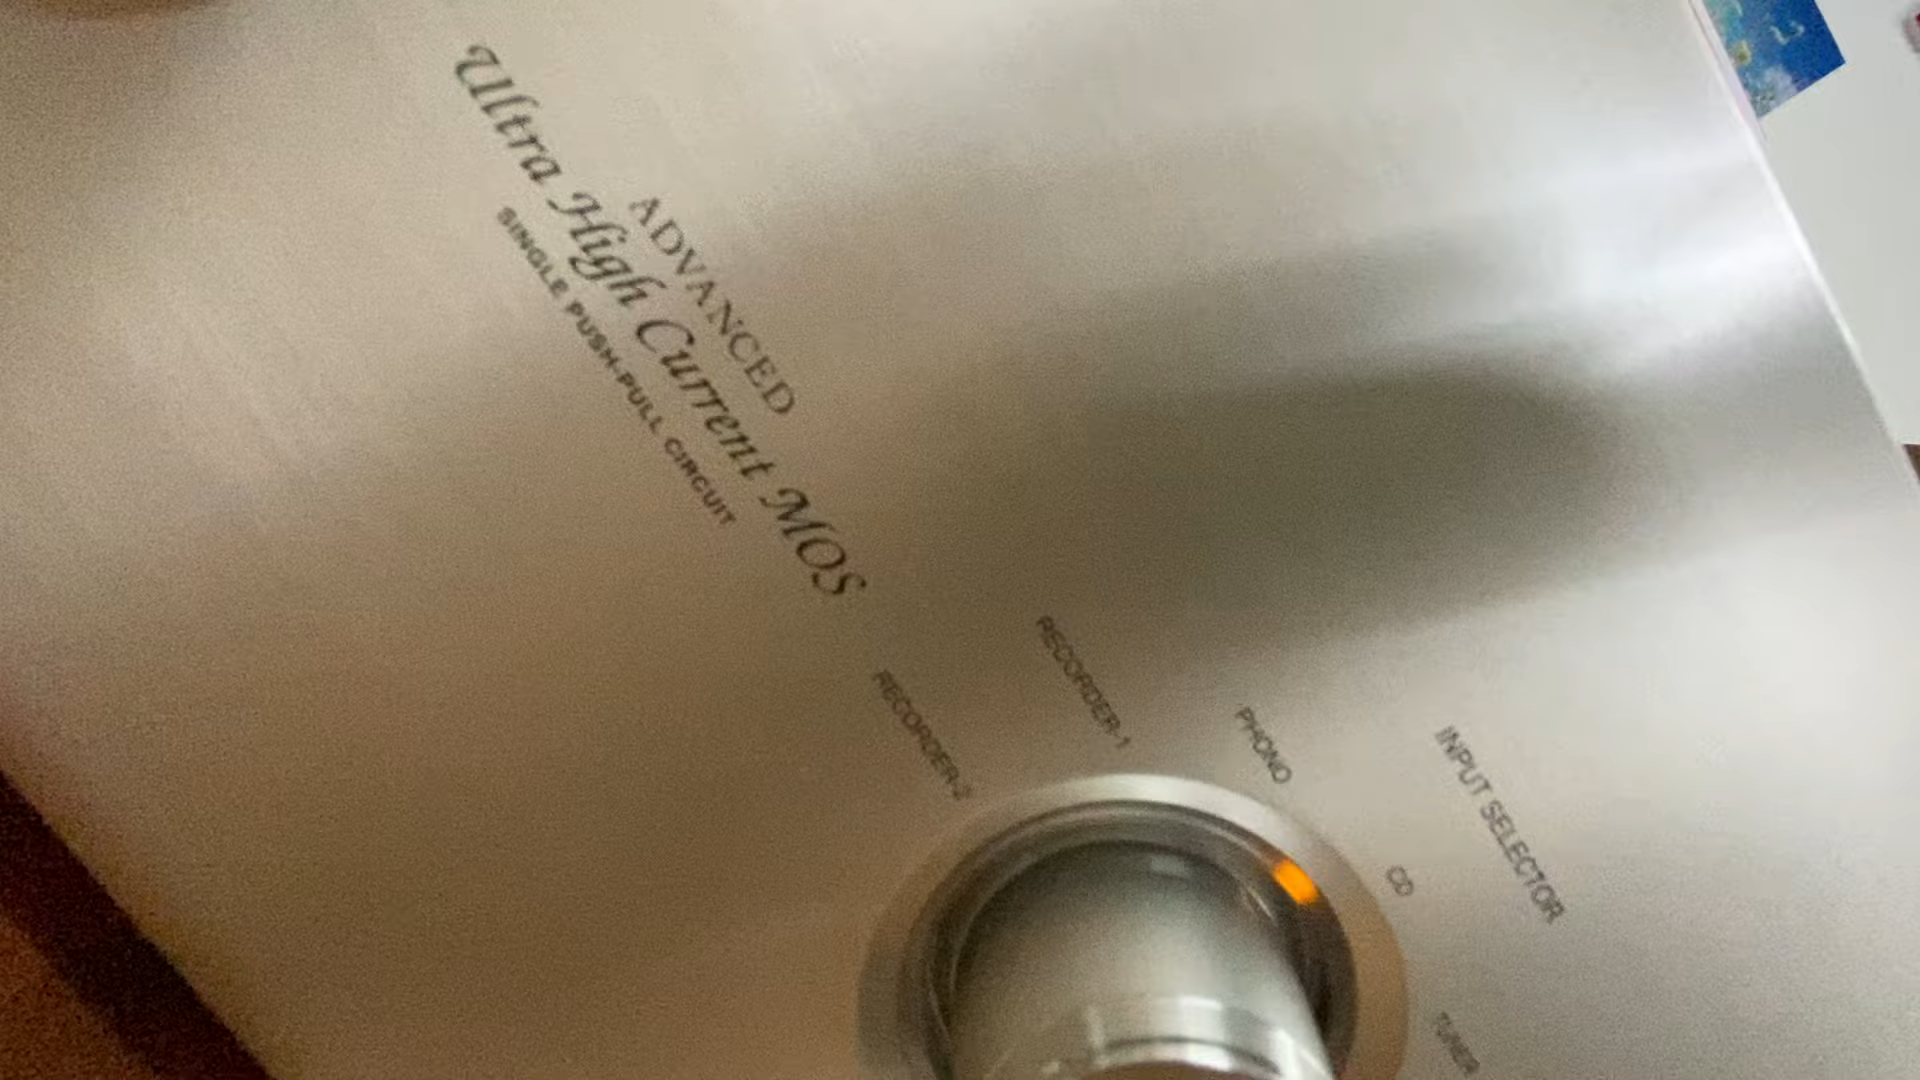 ADVANCED
Ultra High Current MOS
SINGLE PUSH-PULL CIRCUIT
INPUT SELECTOR
RECORDER-2
RECORDER-1
PHONO
CD
TUNER